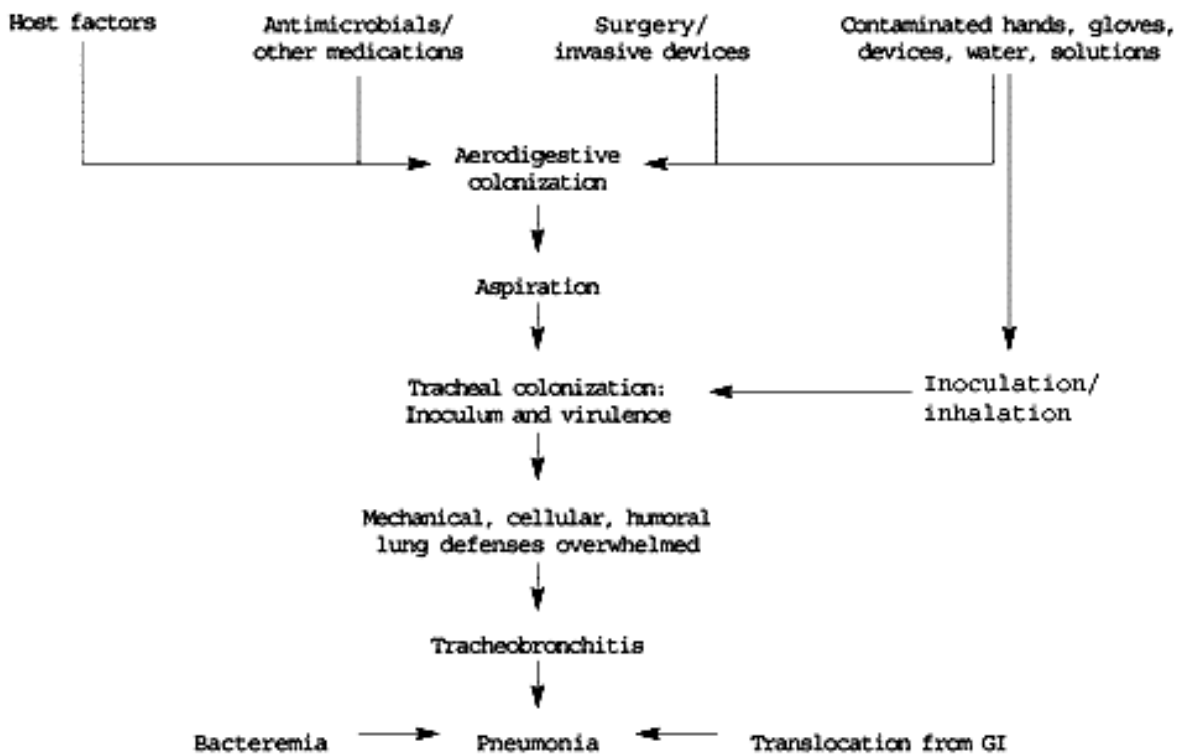 Host factors
Antimicrobials/
other medications
Surgery/
invasive devices
Contaminated hands, gloves,
devices, water, solutions
Aerodigestive
colonization
Aspiration
Tracheal colonization:
Inoculum and virulence
Inoculation/
inhalation
Mechanical, cellular, humoral
lung defenses overwhelmed
Tracheobronchitis
Bacteremia
Pneumonia
Translocation from GI